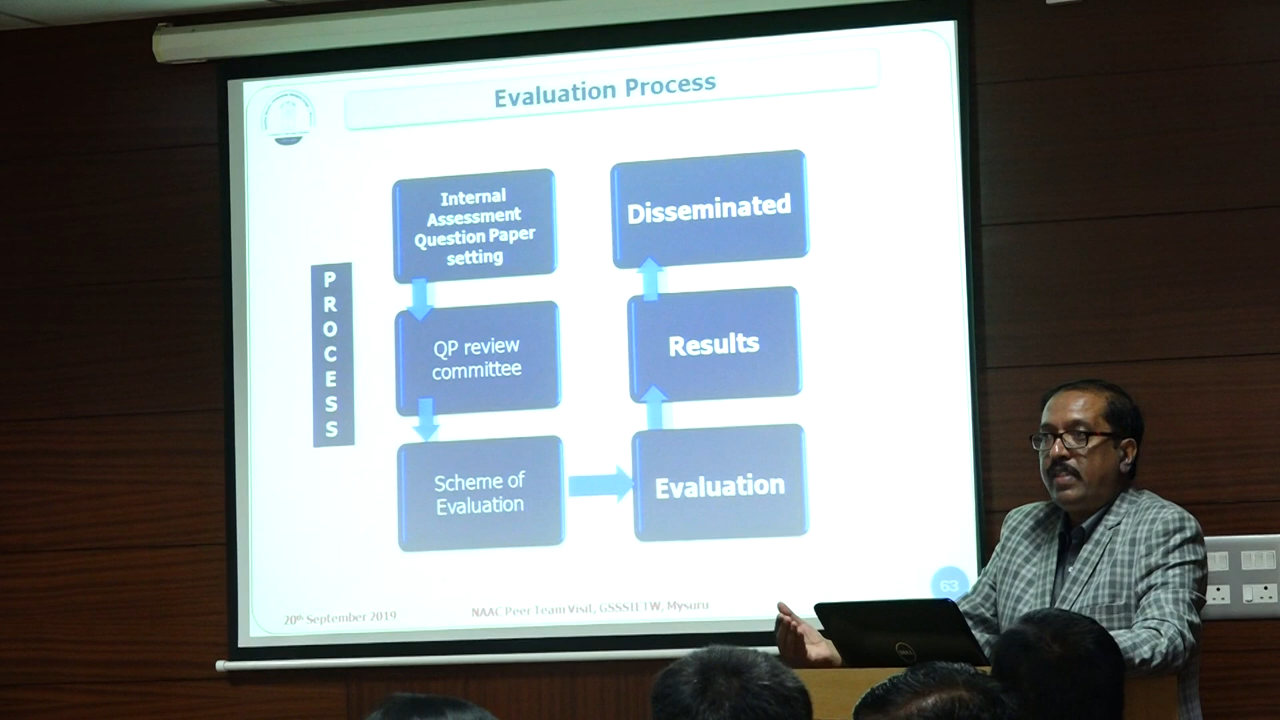 Evaluation Process
P
R
O
C
E
S
S
Internal
Assessment
Question Paper
setting
QP review
committee
Scheme of
Evaluation
Evaluation
Results
Disseminated
20th September 2019
NAAC Peer Team Visit, GSSSIETW, Mysuru
63
DELL